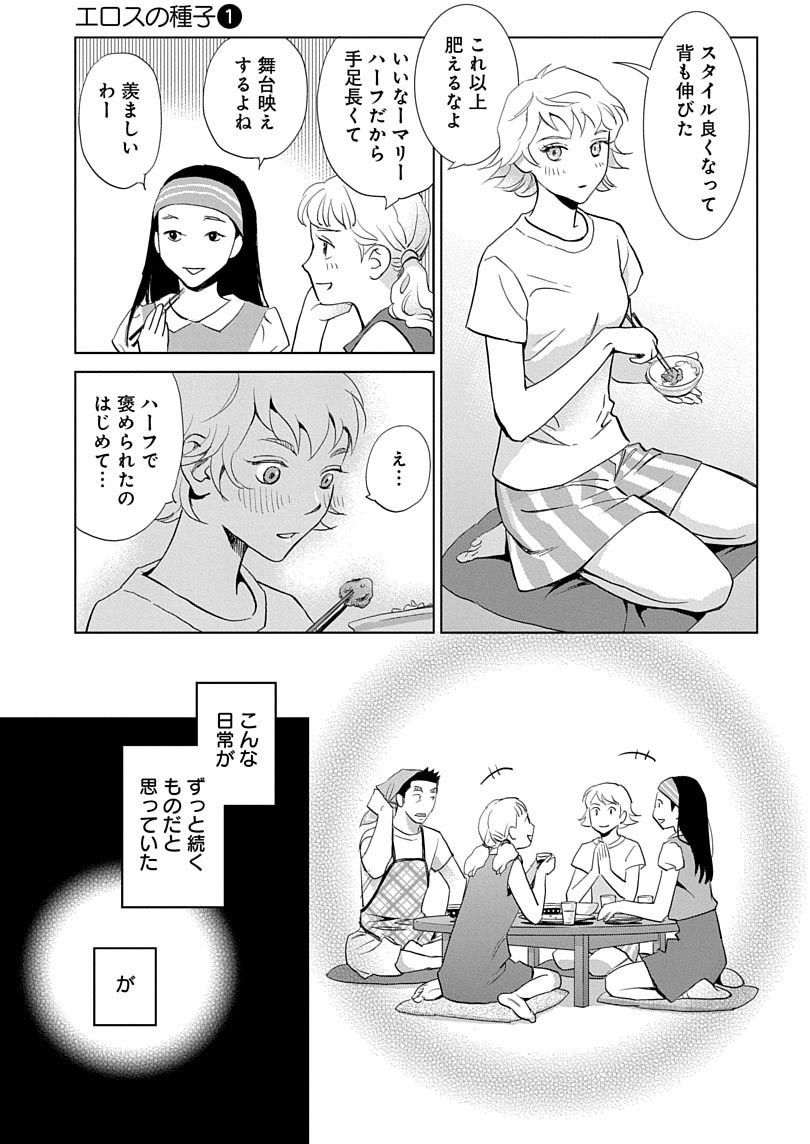 エロスの種子❶
スタイル良くなって
背も伸びた
これ以上
肥えるなよ
いいなーマリー
ハーフだから
手足長くて
舞台映え
するよね
羨ましい
わー
え…
ハーフで
褒められたの
はじめて…
こんな
日常が
ずっと続く
ものだと
思っていた
が